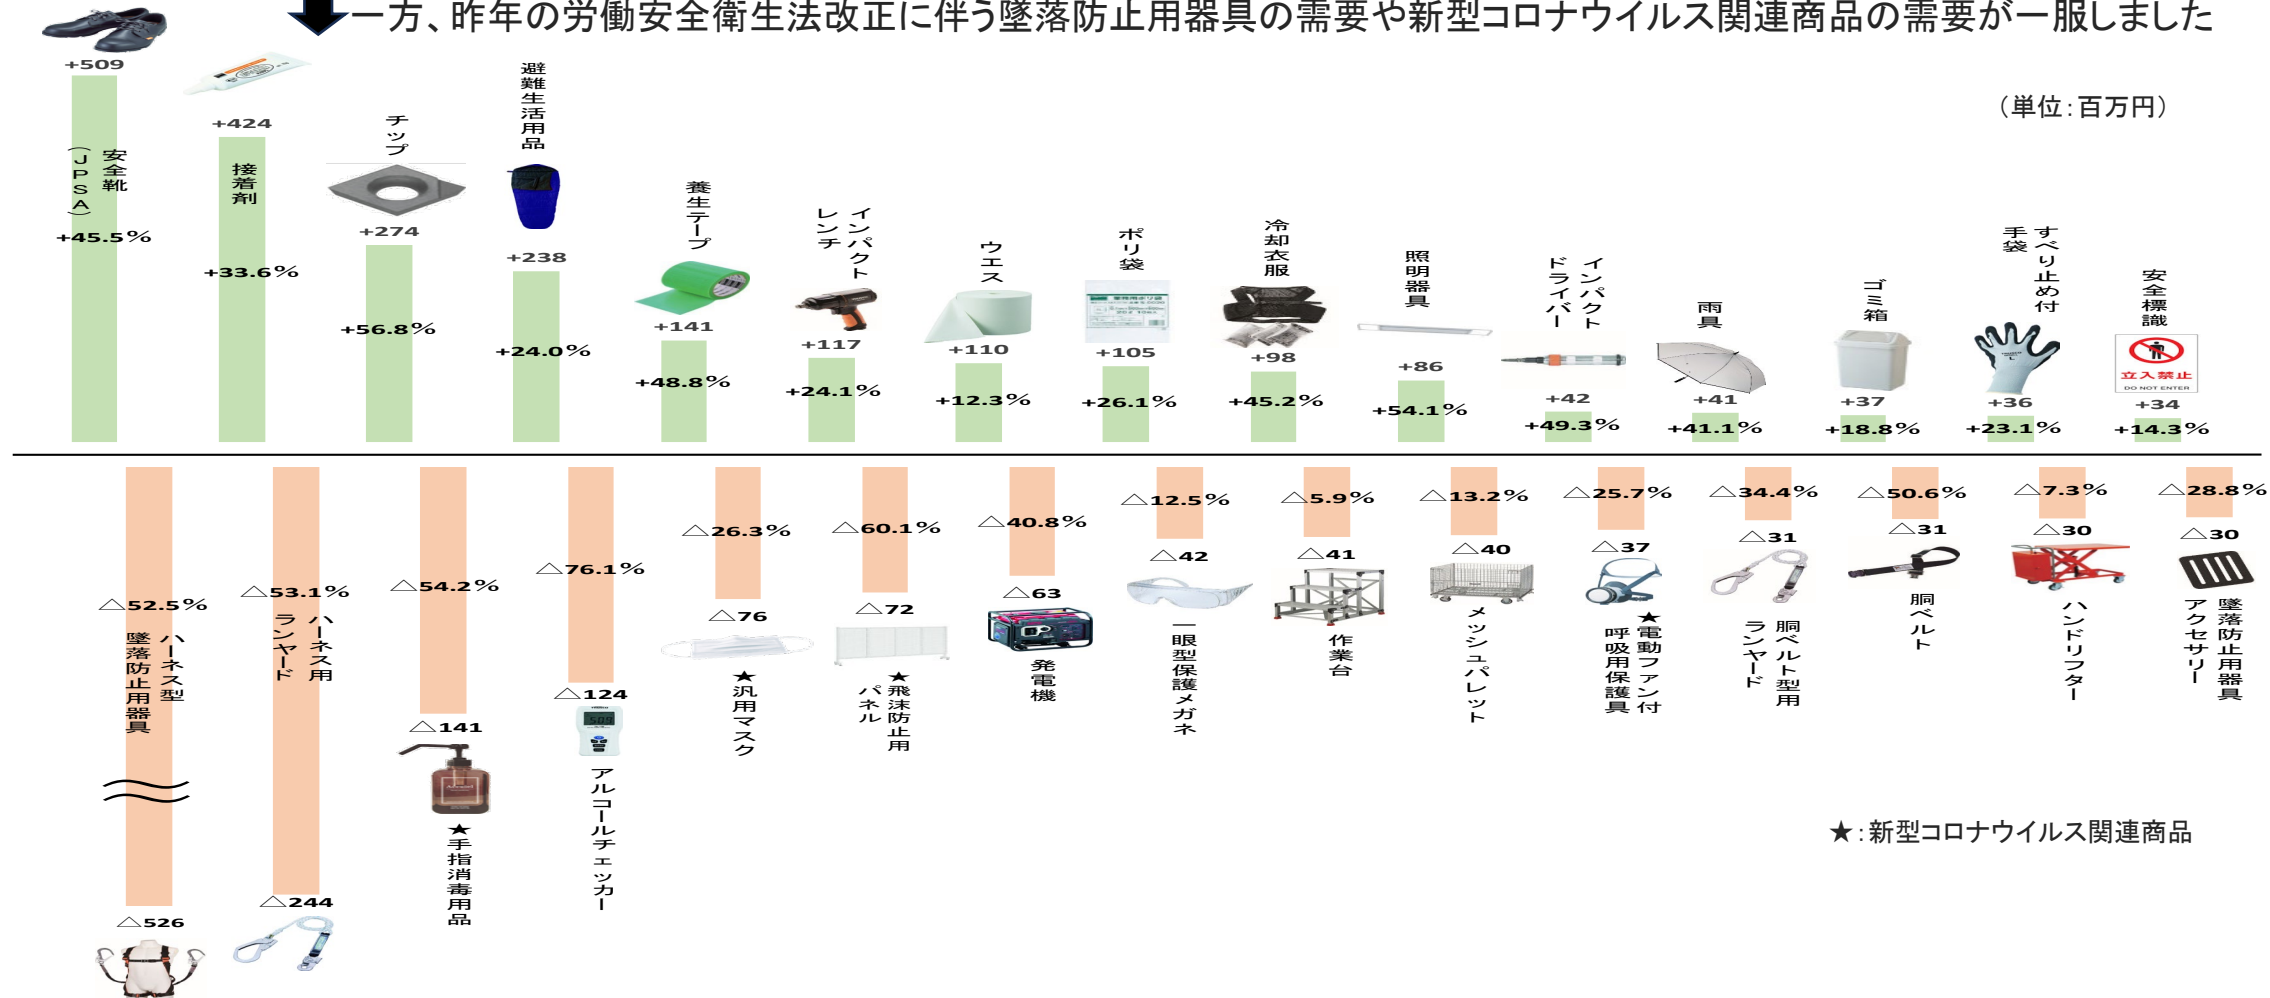 一方、昨年の労働安全衛生法改正に伴う墜落防止用器具の需要や新型コロナウイルス関連商品の需要が一服しました
(単位:百万円)
+509
安全靴
(JPSA)
+45.5%
+424
接着剤
+33.6%
チップ
+274
+56.8%
避難生活用品
+238
+24.0%
養生テープ
+141
+48.8%
インパクト
レンチ
+117
+24.1%
ウエス
+110
+12.3%
ポリ袋
業務用ポリ袋
+105
+26.1%
冷却衣服
+98
+45.2%
照明器具
+86
+54.1%
インパクト
ドライバー
+42
+49.3%
雨具
+41
+41.1%
ゴミ箱
+37
+18.8%
すべり止め付
手袋
+36
+23.1%
安全標識
立入禁止
DO NOT ENTER
+34
+14.3%
△52.5%
ハーネス型
墜落防止用器具
△526
△53.1%
ハーネス用
ランヤード
△244
△54.2%
△141
★手指消毒用品
△76.1%
△124
アルコールチェッカー
△26.3%
△76
★汎用マスク
△60.1%
△72
★飛沫防止用
パネル
△40.8%
△63
発電機
△12.5%
△42
一眼型保護メガネ
△5.9%
△41
作業台
△13.2%
△40
メッシュパレット
△25.7%
△37
★電動ファン付
呼吸用保護具
△34.4%
△31
胴ベルト型用
ランヤード
△50.6%
△31
胴ベルト
△7.3%
△30
ハンドリフター
△28.8%
△30
墜落防止用器具
アクセサリー
★:新型コロナウイルス関連商品